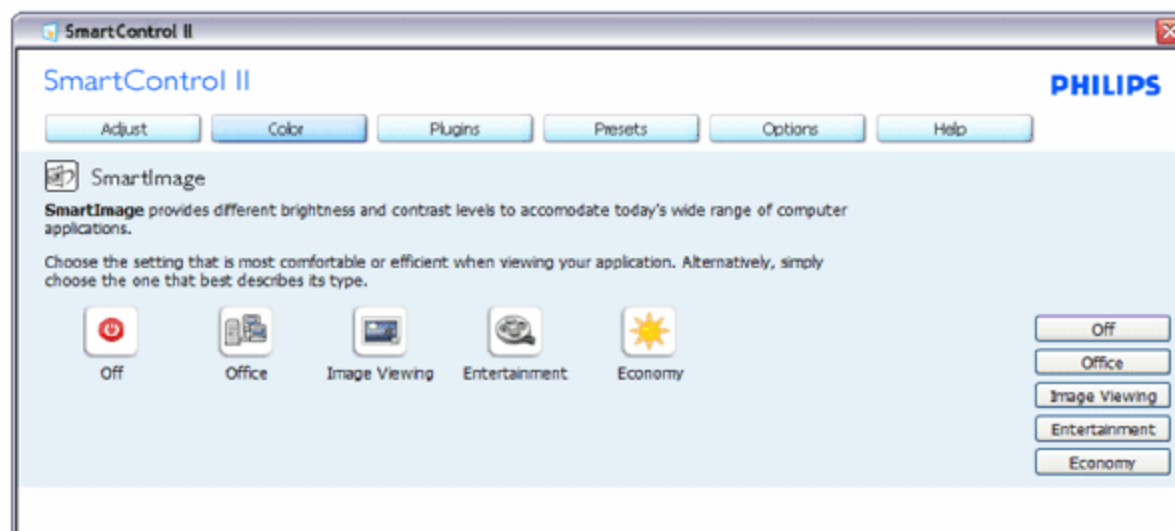 SmartControl II
SmartControl II
PHILIPS
Adjust Color Plugins Presets Options Help
SmartImage
SmartImage provides different brightness and contrast levels to accomodate today's wide range of computer
applications.
Choose the setting that is most comfortable or efficient when viewing your application. Alternatively, simply
choose the one that best describes its type.
Off Office Image Viewing Entertainment Economy
Off
Office
Image Viewing
Entertainment
Economy